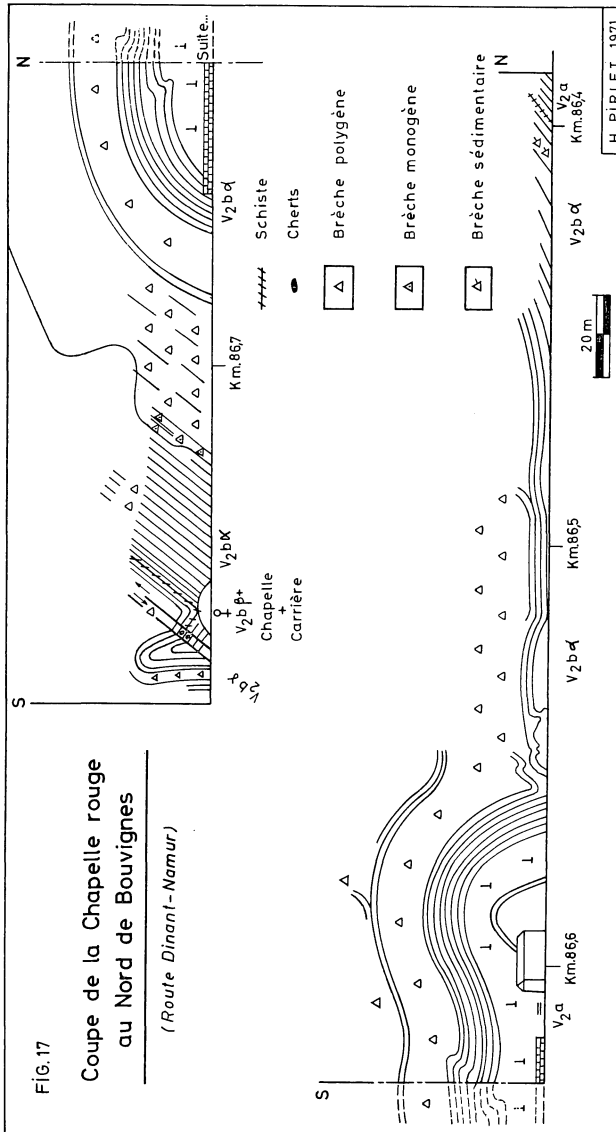 FIG.17
Coupe de la Chapelle rouge
au Nord de Bouvignes
(Route Dinant-Namur)
S
N
Suite...
V2bγ
V2bβ+
Chapelle
+
Carrière
V2bα
Km.86,7
V2bα
Schiste
Cherts
Brèche polygène
Brèche monogène
Brèche sédimentaire
S
N
V2a
Km.86,6
V2bα
Km.86,5
V2bα
V2a
Km.86,4
20m
H. PIRLET 1971